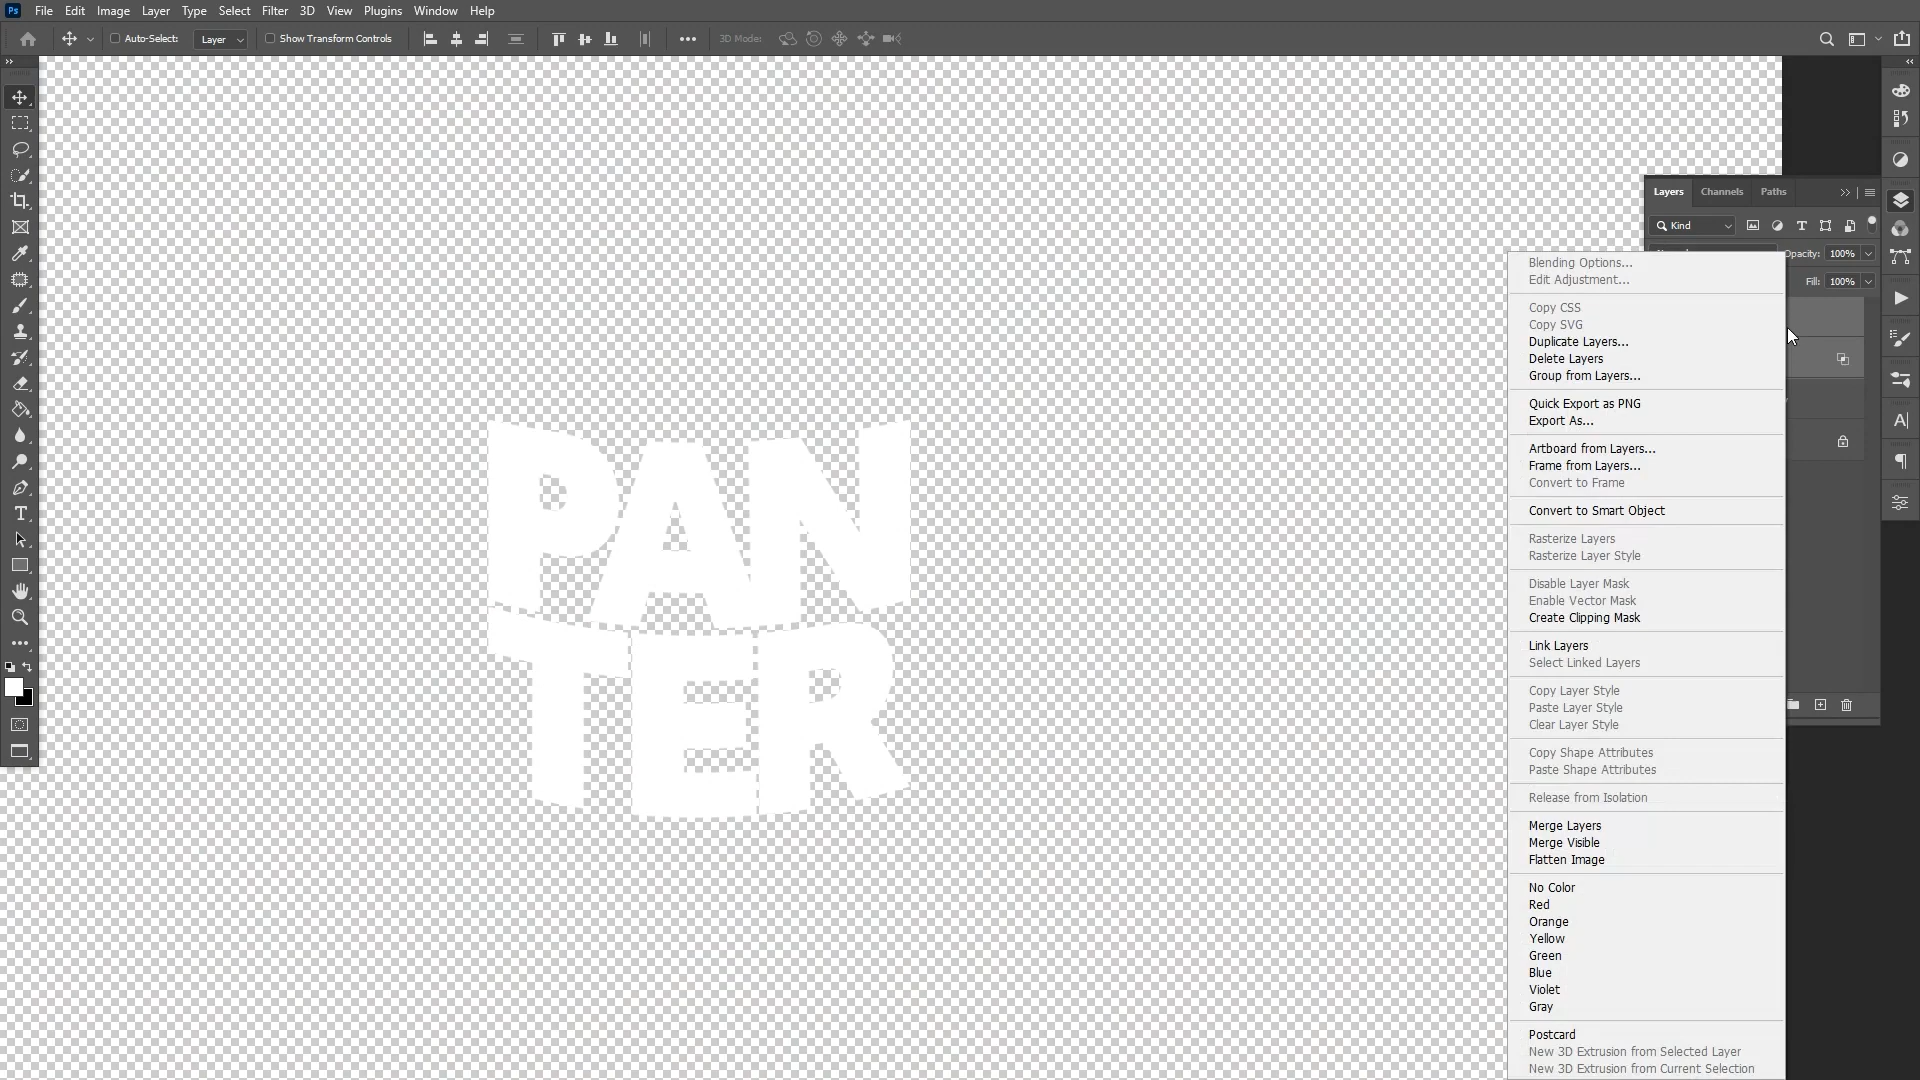 Ps File Edit Image Layer Type Select Filter 3D View Plugins Window Help
Auto-Select: Layer Show Transform Controls 3D Mode:
Layers Channels Paths
Kind
Opacity: 100%
Fill: 100%
Blending Options...
Edit Adjustment...
Copy CSS
Copy SVG
Duplicate Layers...
Delete Layers
Group from Layers...
Quick Export as PNG
Export As...
Artboard from Layers...
Frame from Layers...
Convert to Frame
Convert to Smart Object
Rasterize Layers
Rasterize Layer Style
Disable Layer Mask
Enable Vector Mask
Create Clipping Mask
Link Layers
Select Linked Layers
Copy Layer Style
Paste Layer Style
Clear Layer Style
Copy Shape Attributes
Paste Shape Attributes
Release from Isolation
Merge Layers
Merge Visible
Flatten Image
No Color
Red
Orange
Yellow
Green
Blue
Violet
Gray
Postcard
New 3D Extrusion from Selected Layer
New 3D Extrusion from Current Selection
PAN
TER